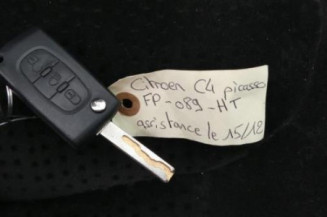 Citroen C4 picasso
FP-089-HT
assistance le 15/12